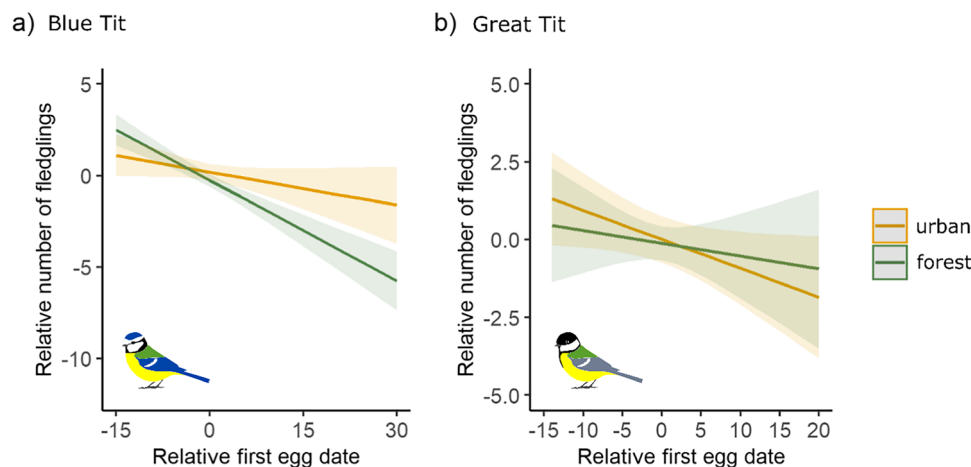 a) Blue Tit
Relative number of fledglings
5
0
-5
-10
-15
0
15
30
Relative first egg date
b) Great Tit
Relative number of fledglings
5.0
2.5
0.0
-2.5
-5.0
-15
-10
-5
0
5
10
15
20
Relative first egg date
urban
forest